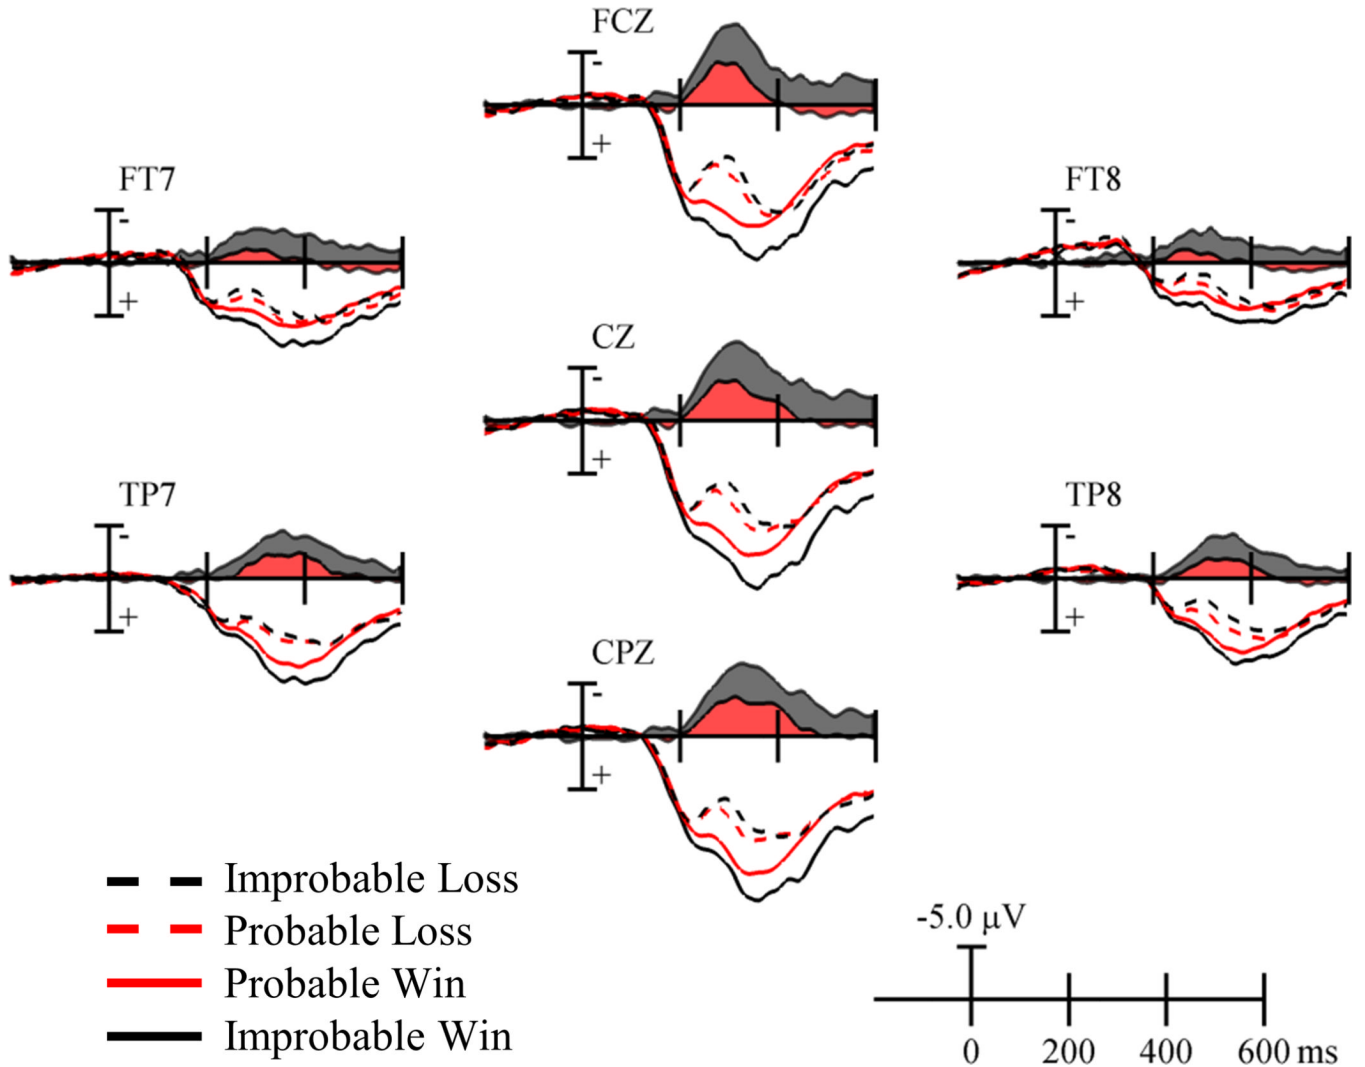 FCZ
-
+
FT7
-
+
FT8
-
+
CZ
-
+
TP7
-
+
TP8
-
+
CPZ
-
+
Improbable Loss
Probable Loss
Probable Win
Improbable Win
-5.0 µV
0 200 400 600 ms